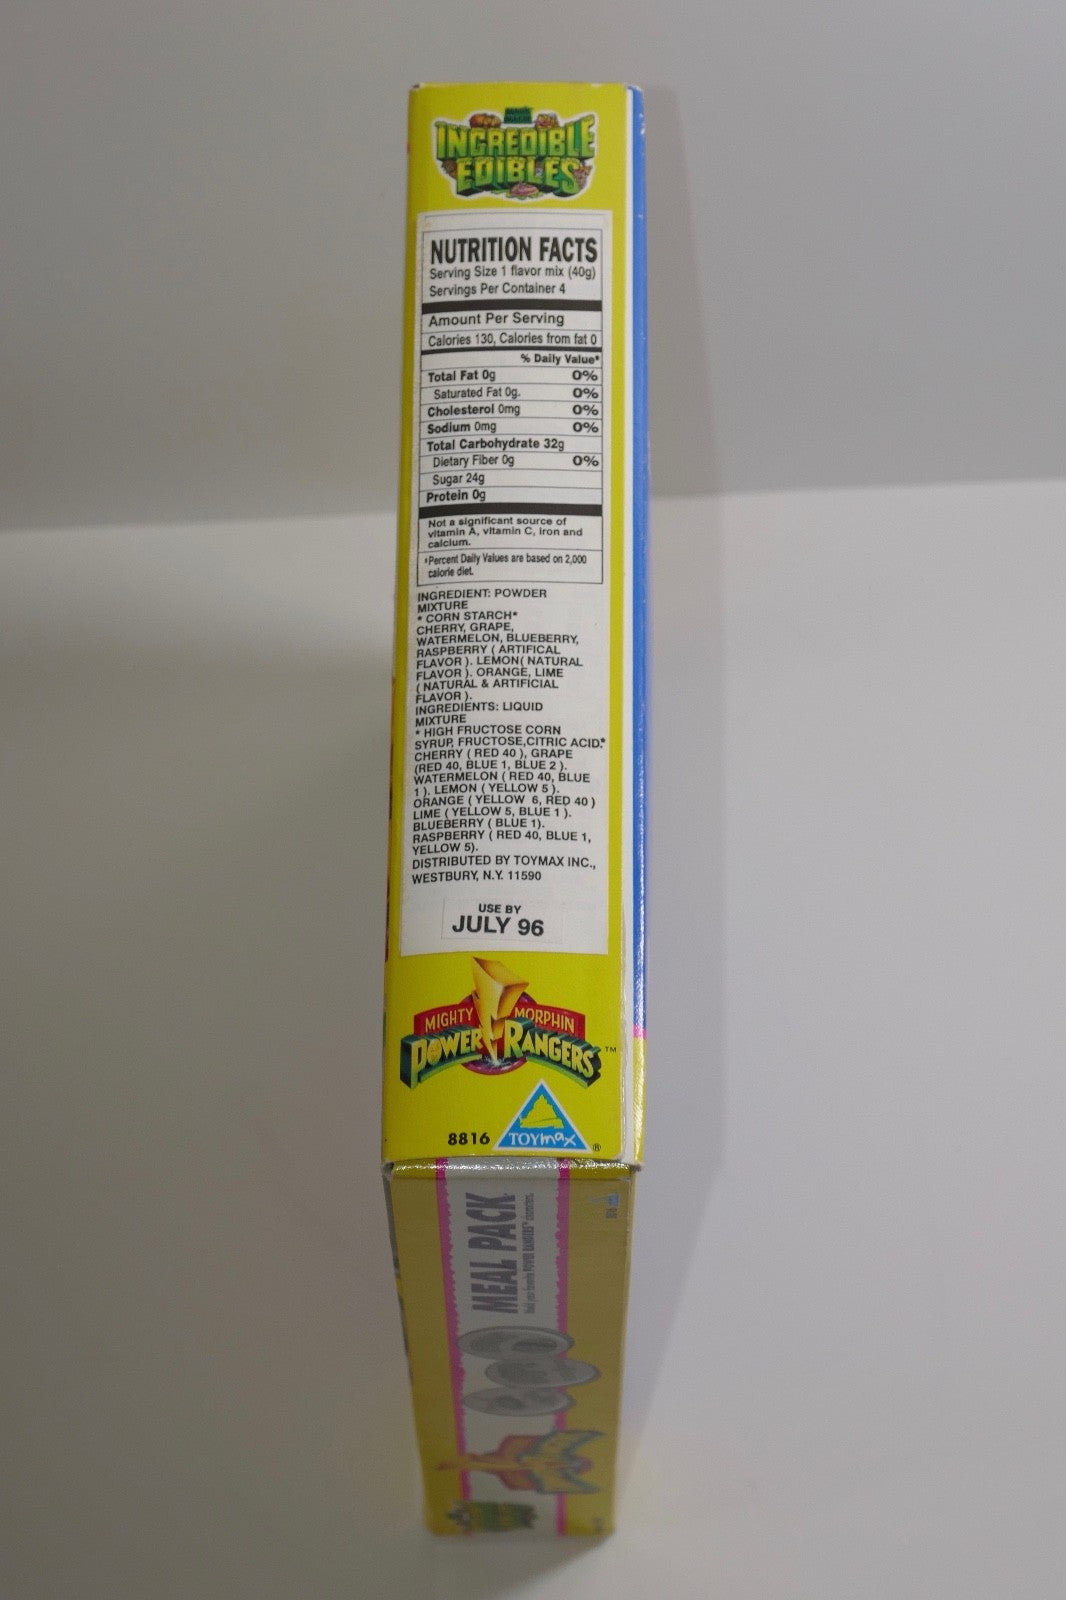 INCREDIBLE
EDIBLES
NUTRITION FACTS
Serving Size 1 flavor mix (40g)
Servings Per Container 4
Amount Per Serving
Calories 130, Calories from fat 0
% Daily Value*
Total Fat 0g 0%
Saturated Fat 0g. 0%
Cholesterol 0mg 0%
Sodium 0mg 0%
Total Carbohydrate 32g
Dietary Fiber 0g 0%
Sugar 24g
Protein 0g
Not a significant source of
vitamin A, vitamin C, iron and
calcium.
*Percent Daily Values are based on 2,000
calorie diet.
INGREDIENT: POWDER
MIXTURE
* CORN STARCH*
CHERRY, GRAPE,
WATERMELON, BLUEBERRY,
RASPBERRY ( ARTIFICAL
FLAVOR ). LEMON( NATURAL
FLAVOR ). ORANGE, LIME
( NATURAL & ARTIFICIAL
FLAVOR ).
INGREDIENTS: LIQUID
MIXTURE
* HIGH FRUCTOSE CORN
SYRUP, FRUCTOSE,CITRIC ACID.*
CHERRY ( RED 40 ), GRAPE
(RED 40, BLUE 1, BLUE 2 ).
WATERMELON ( RED 40, BLUE
1 ). LEMON ( YELLOW 5 ).
ORANGE ( YELLOW 6, RED 40 )
LIME ( YELLOW 5, BLUE 1 ).
BLUEBERRY ( BLUE 1).
RASPBERRY ( RED 40, BLUE 1,
YELLOW 5).
DISTRIBUTED BY TOYMAX INC.,
WESTBURY, N.Y. 11590
USE BY
JULY 96
MIGHTY MORPHIN
POWER RANGERS™
8816 TOYmax ®
MEAL PACK
POWER RANGERS™ characters.